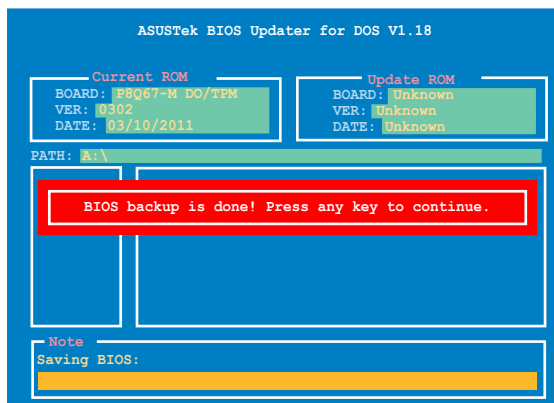 ASUSTek BIOS Updater for DOS V1.18
Current ROM
BOARD: P8Q67-M DO/TPM
VER: 0302
DATE: 03/10/2011
Update ROM
BOARD: Unknown
VER: Unknown
DATE: Unknown
PATH: A:\
BIOS backup is done! Press any key to continue.
Note
Saving BIOS: